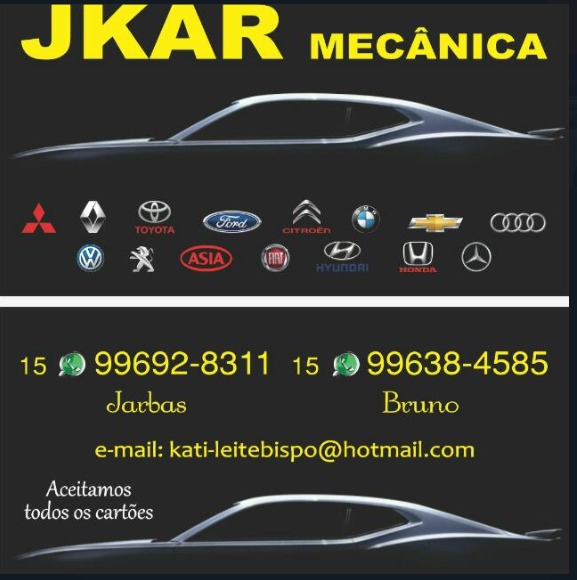 JKAR MECÂNICA
TOYOTA Ford CITROËN BMW
ASIA FIAT HYUNDAI HONDA
15 99692-8311 15 99638-4585
Jarbas Bruno
e-mail: kati-leitebispo@hotmail.com
Aceitamos
todos os cartões